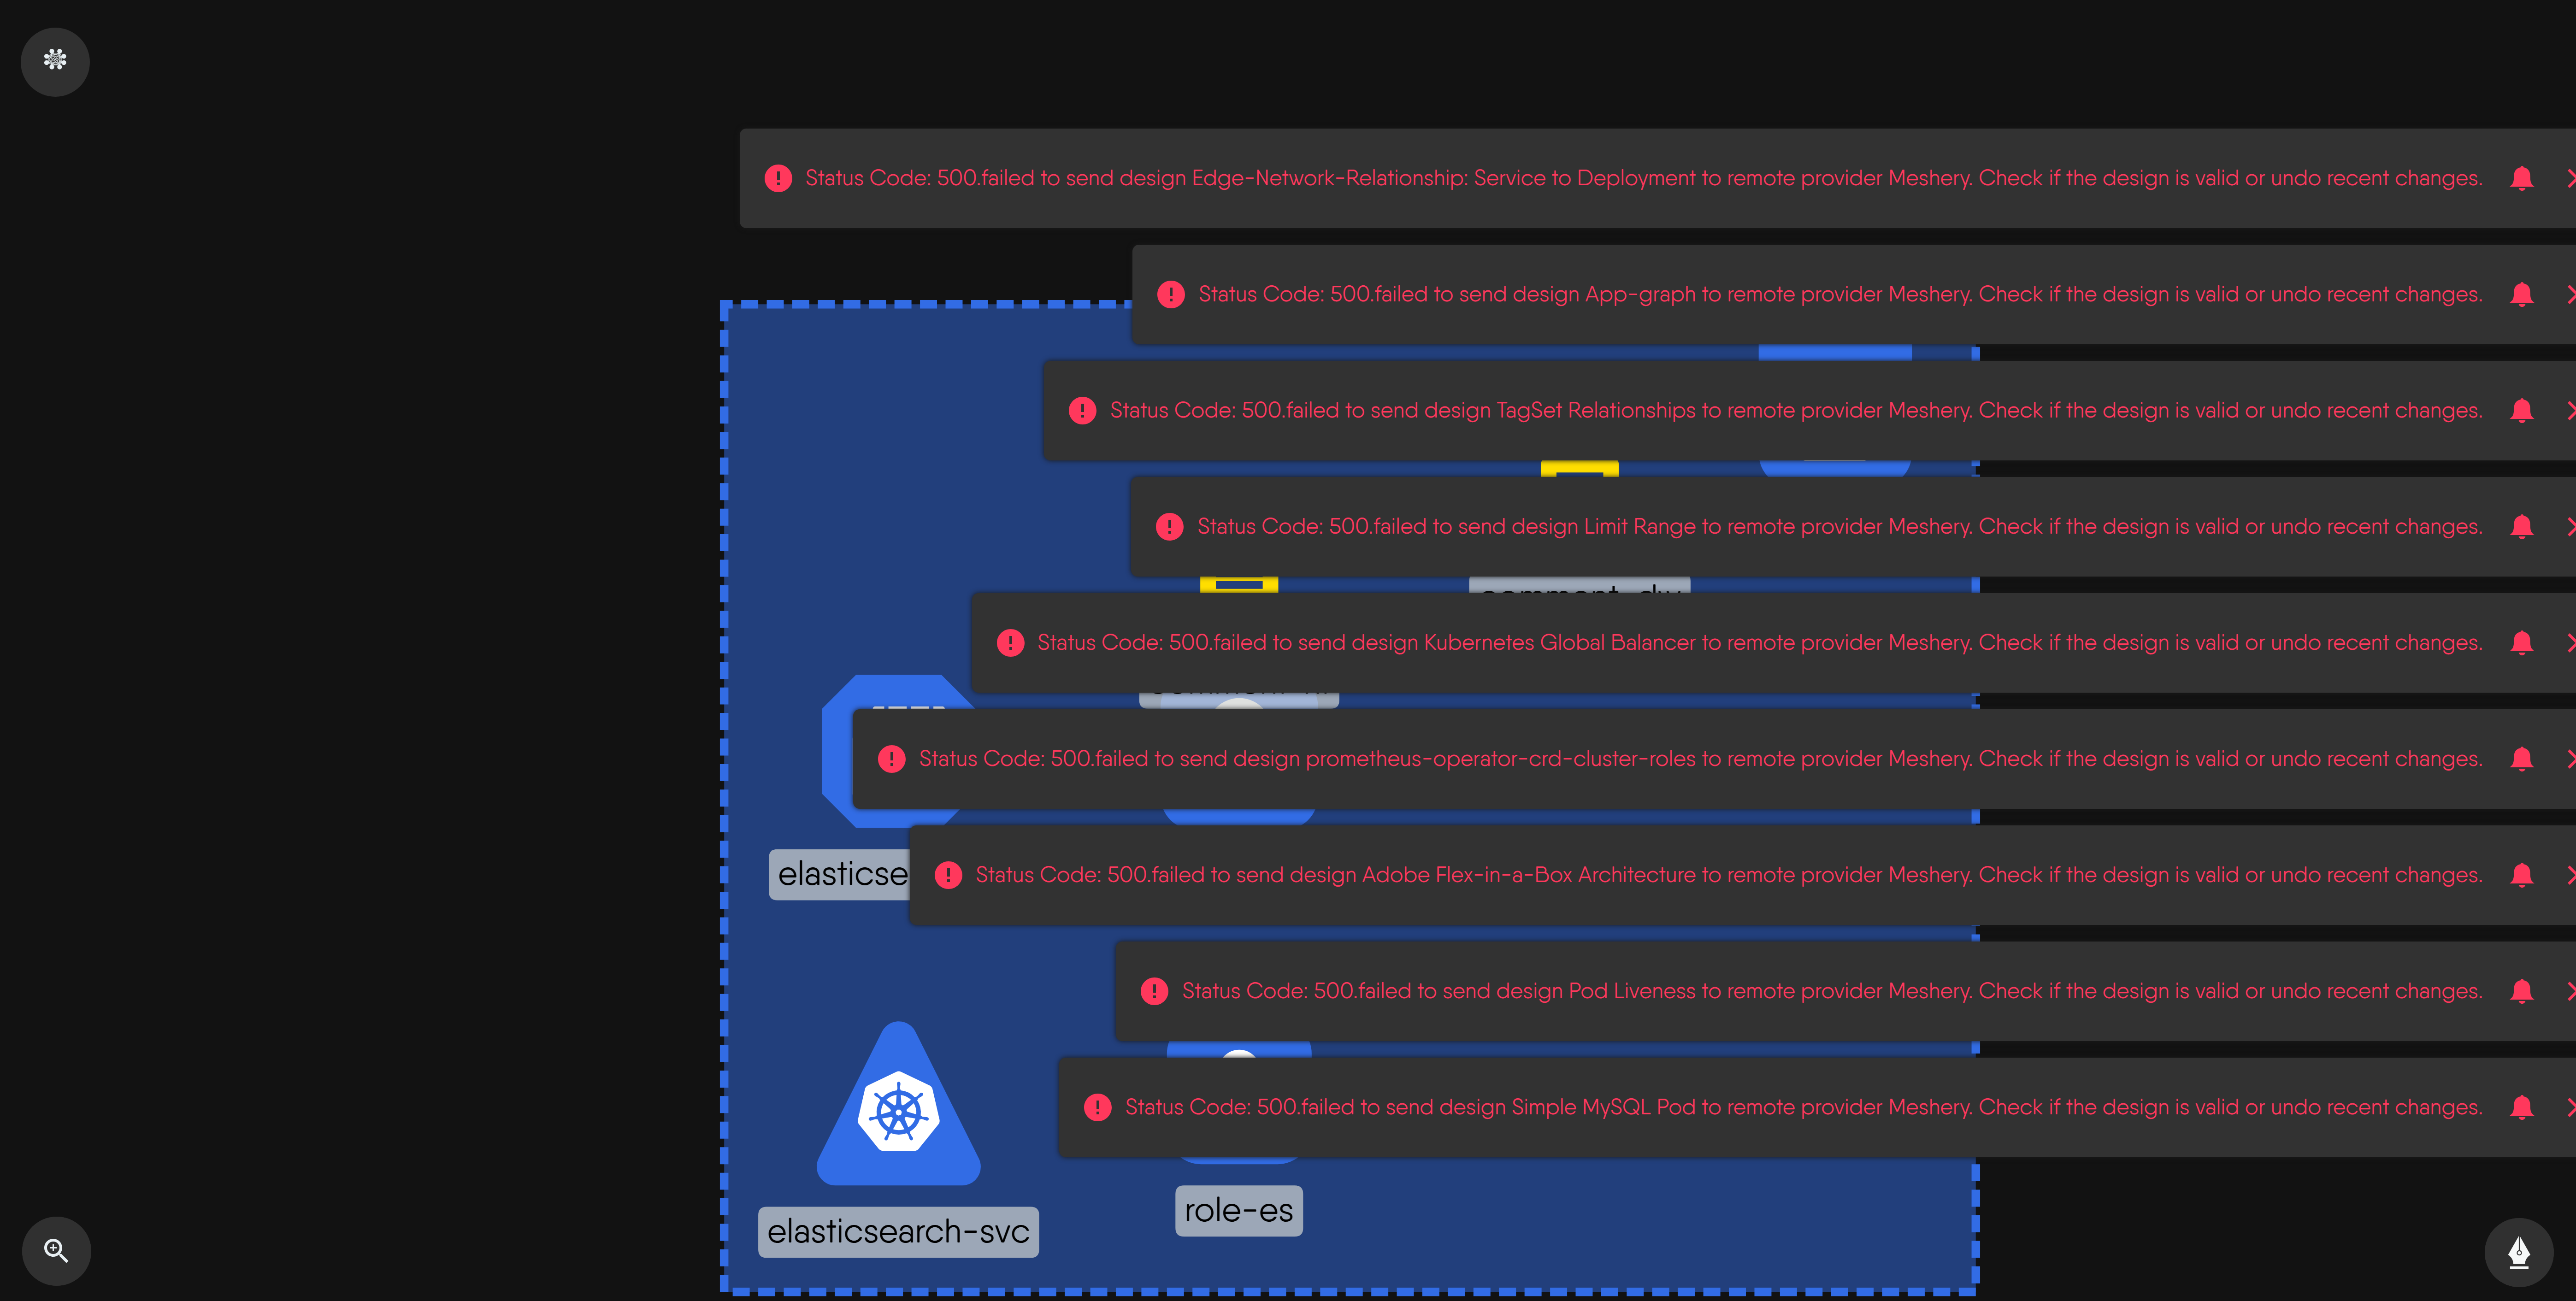 Status Code: 500.failed to send design Edge-Network-Relationship: Service to Deployment to remote provider Meshery. Check if the design is valid or undo recent changes.
Status Code: 500.failed to send design App-graph to remote provider Meshery. Check if the design is valid or undo recent changes.
Status Code: 500.failed to send design TagSet Relationships to remote provider Meshery. Check if the design is valid or undo recent changes.
Status Code: 500.failed to send design Limit Range to remote provider Meshery. Check if the design is valid or undo recent changes.
Status Code: 500.failed to send design Kubernetes Global Balancer to remote provider Meshery. Check if the design is valid or undo recent changes.
Status Code: 500.failed to send design prometheus-operator-crd-cluster-roles to remote provider Meshery. Check if the design is valid or undo recent changes.
elasticse
Status Code: 500.failed to send design Adobe Flex-in-a-Box Architecture to remote provider Meshery. Check if the design is valid or undo recent changes.
Status Code: 500.failed to send design Pod Liveness to remote provider Meshery. Check if the design is valid or undo recent changes.
Status Code: 500.failed to send design Simple MySQL Pod to remote provider Meshery. Check if the design is valid or undo recent changes.
role-es
elasticsearch-svc